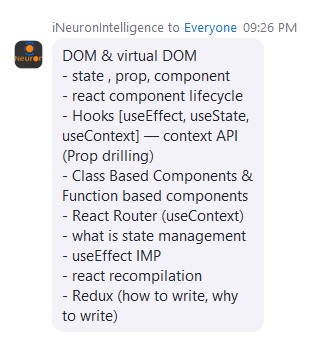 iNeuronIntelligence to Everyone 09:26 PM
iNeuron
DOM & virtual DOM
- state , prop, component
- react component lifecycle
- Hooks [useEffect, useState,
useContext] — context API
(Prop drilling)
- Class Based Components &
Function based components
- React Router (useContext)
- what is state management
- useEffect IMP
- react recompilation
- Redux (how to write, why
to write)